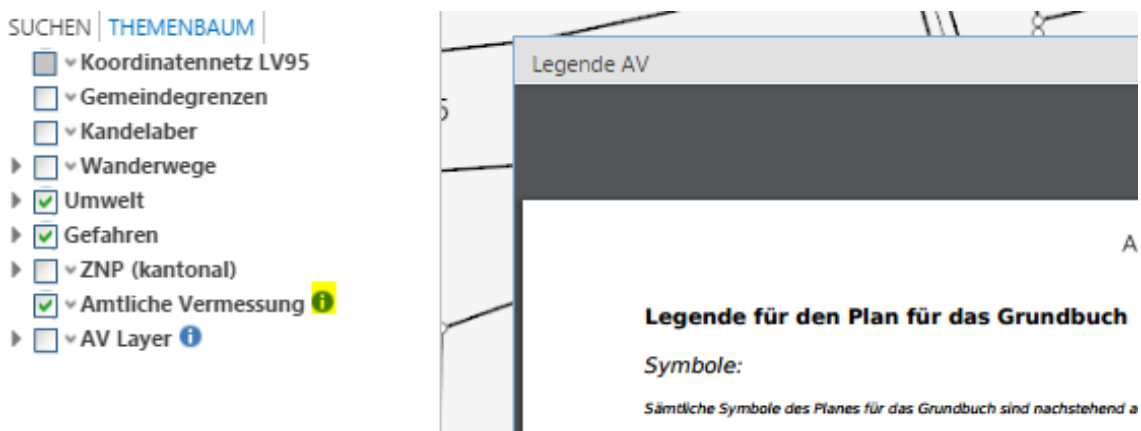 SUCHEN THEMENBAUM
Koordinatennetz LV95
Gemeindegrenzen
Kandelaber
Wanderwege
Umwelt
Gefahren
ZNP (kantonal)
Amtliche Vermessung
AV Layer
Legende AV
A
Legende für den Plan für das Grundbuch
Symbole:
Sämtliche Symbole des Planes für das Grundbuch sind nachstehend